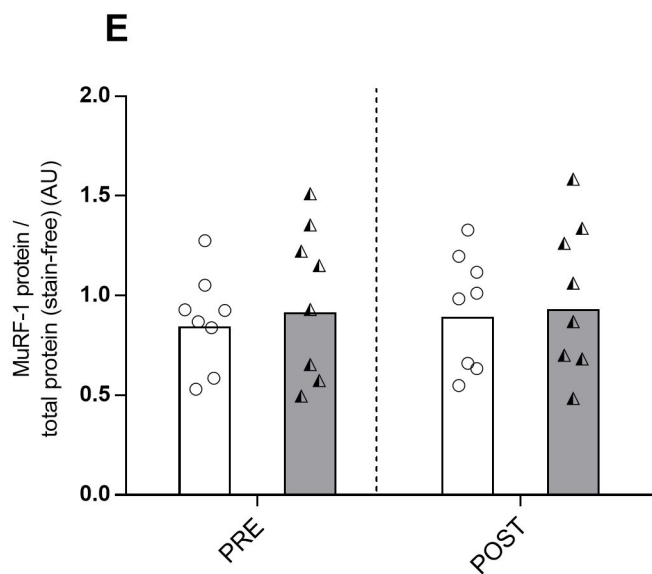 E
2.0
1.5
1.0
0.5
0.0
MuRF-1 protein /
total protein (stain-free) (AU)
PRE
POST